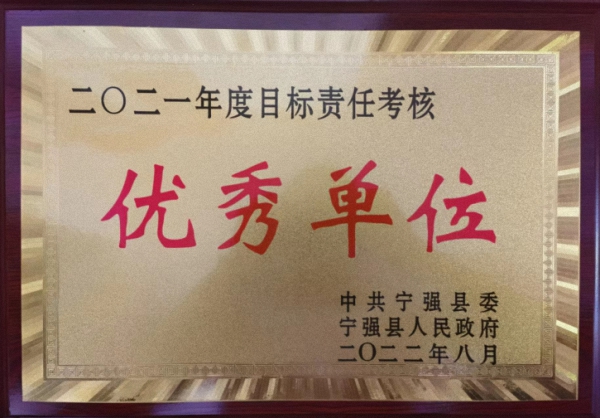 二〇二一年度目标责任考核
优秀单位
中共宁强县委
宁强县人民政府
二〇二二年八月